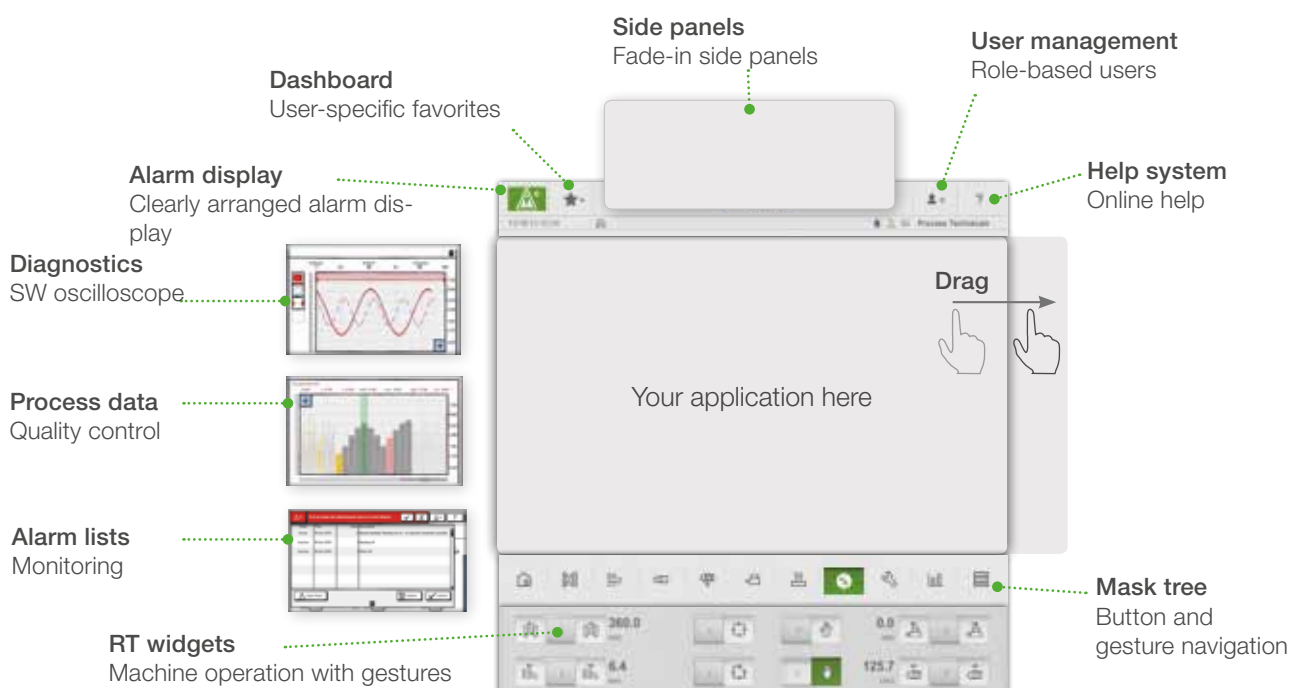 Side panels
Fade-in side panels
User management
Role-based users
Dashboard
User-specific favorites
Alarm display
Clearly arranged alarm dis-
play
Help system
Online help
Process Technician
Diagnostics
SW oscilloscope
Drag
Your application here
Process data
Quality control
Alarm lists
Monitoring
Mask tree
Button and
gesture navigation
RT widgets
Machine operation with gestures
360.0
0.0
6.4
125.7